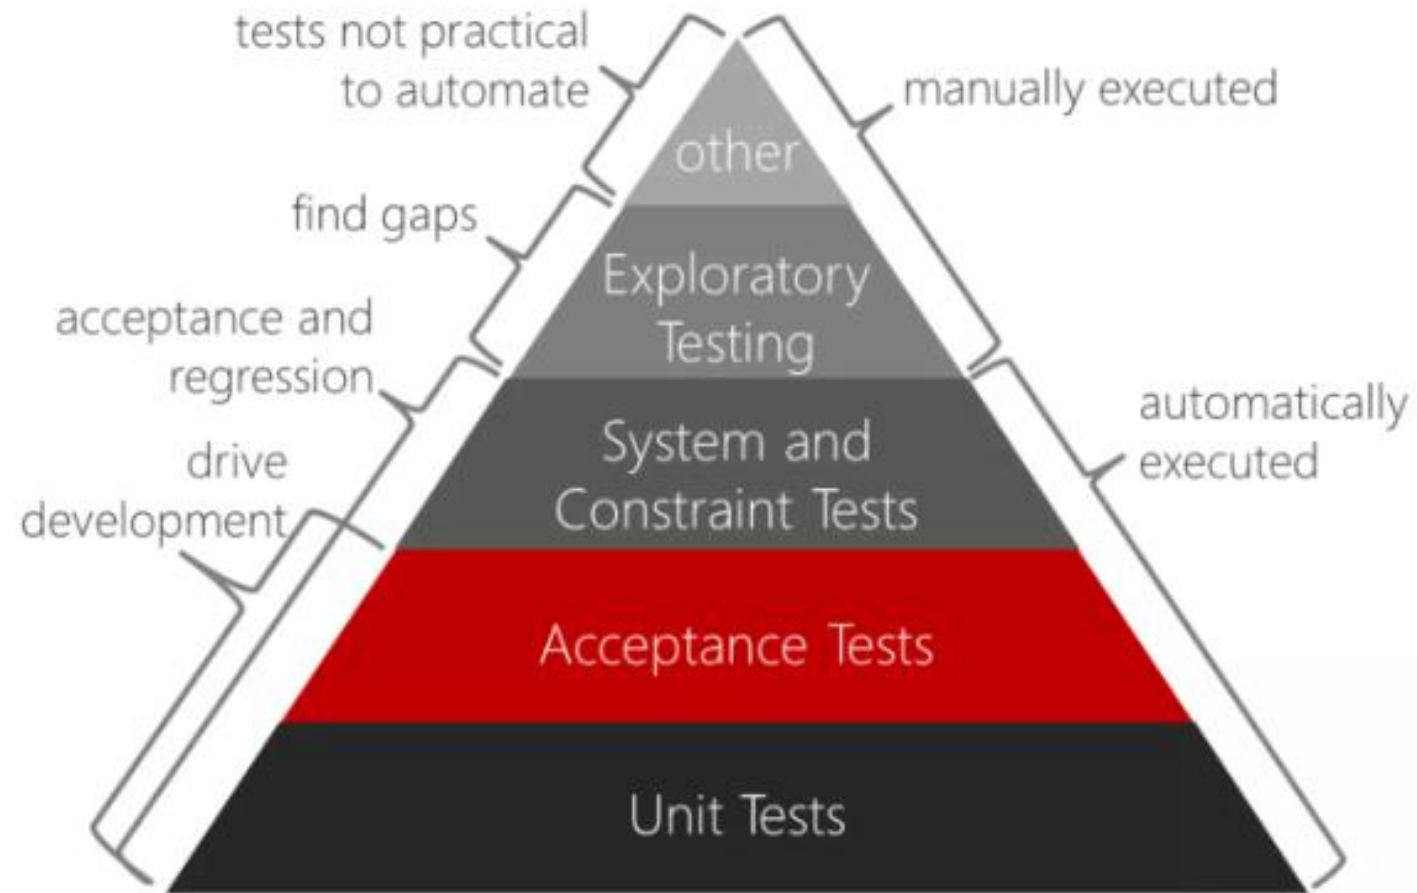 tests not practical
to automate
manually executed
other
find gaps
Exploratory
Testing
acceptance and
regression
automatically
executed
System and
Constraint Tests
drive
development
Acceptance Tests
Unit Tests